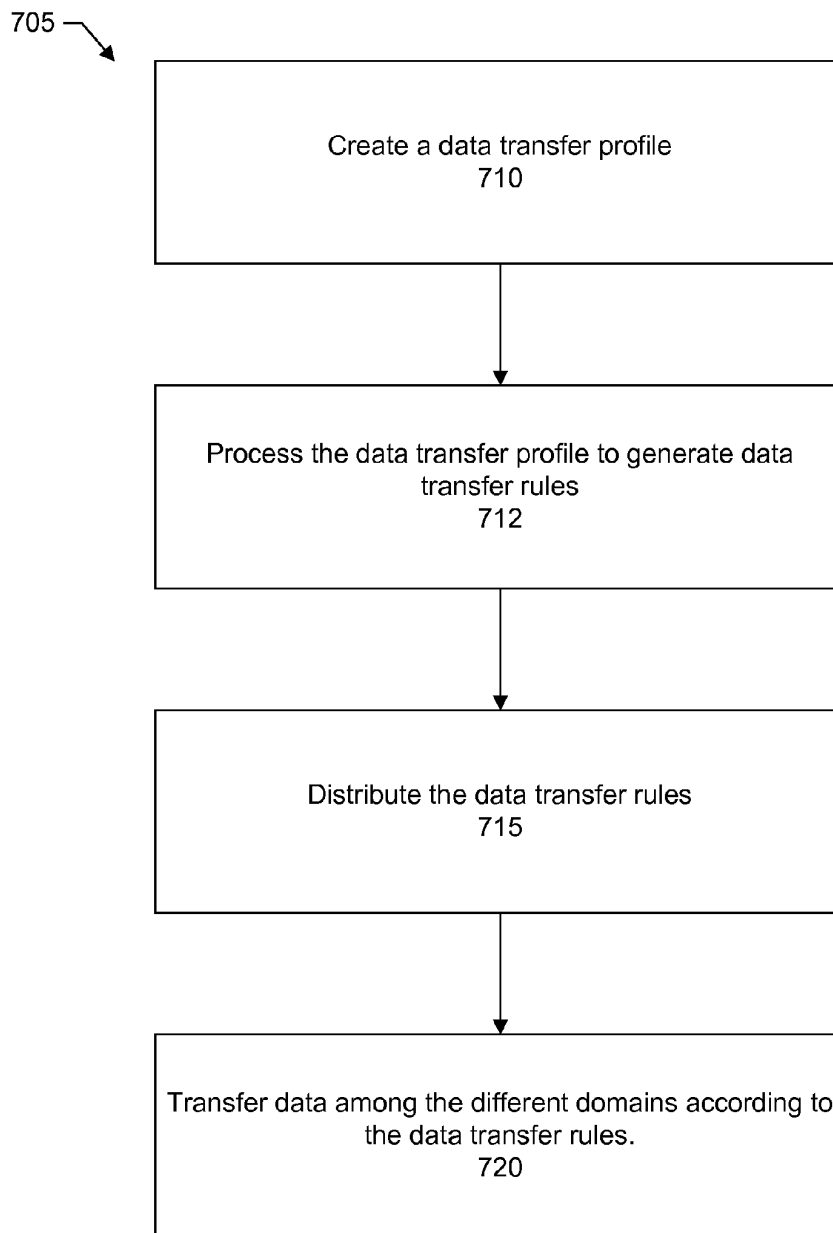 705
Create a data transfer profile
710
Process the data transfer profile to generate data
transfer rules
712
Distribute the data transfer rules
715
Transfer data among the different domains according to
the data transfer rules.
720